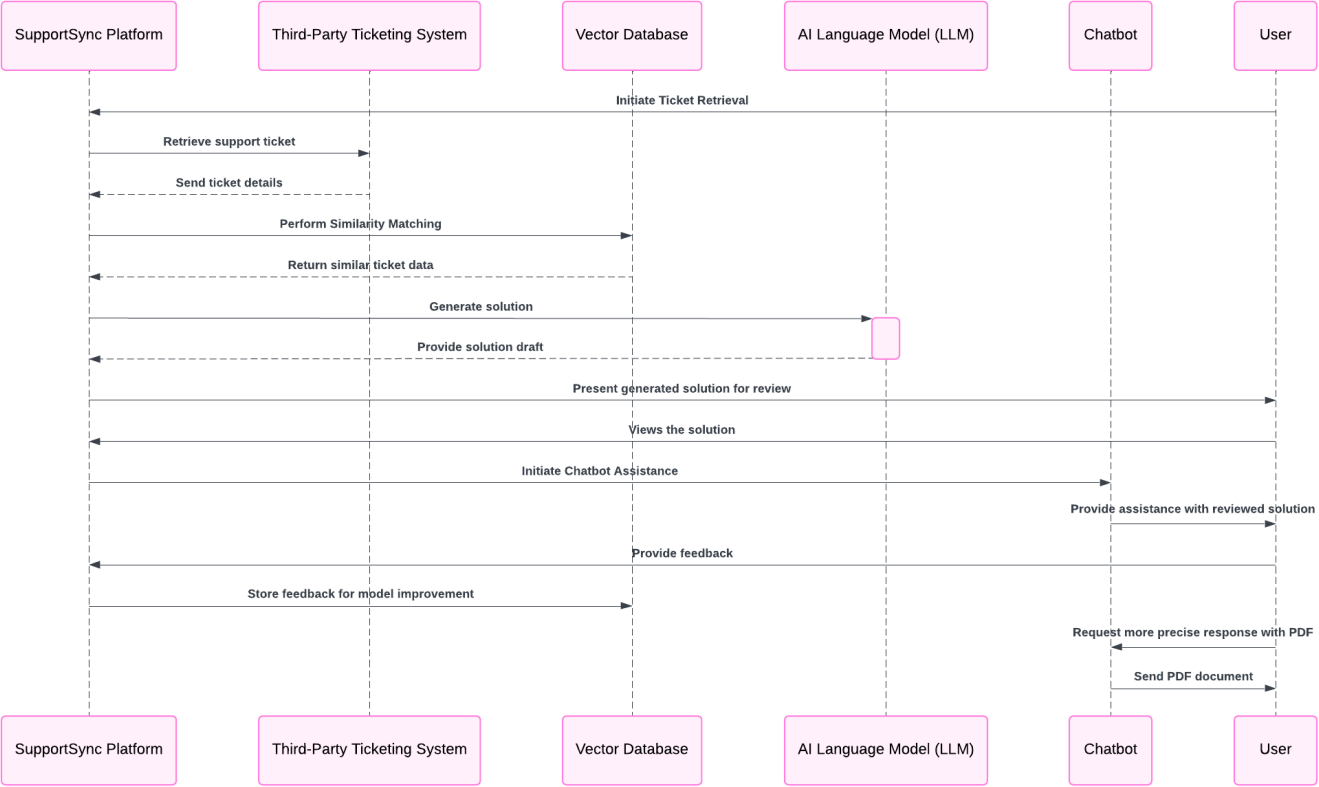 SupportSync Platform
Third-Party Ticketing System
Vector Database
AI Language Model (LLM)
Chatbot
User
Initiate Ticket Retrieval
Retrieve support ticket
Send ticket details
Perform Similarity Matching
Return similar ticket data
Generate solution
Provide solution draft
Present generated solution for review
Views the solution
Initiate Chatbot Assistance
Provide assistance with reviewed solution
Provide feedback
Store feedback for model improvement
Request more precise response with PDF
Send PDF document
SupportSync Platform
Third-Party Ticketing System
Vector Database
AI Language Model (LLM)
Chatbot
User